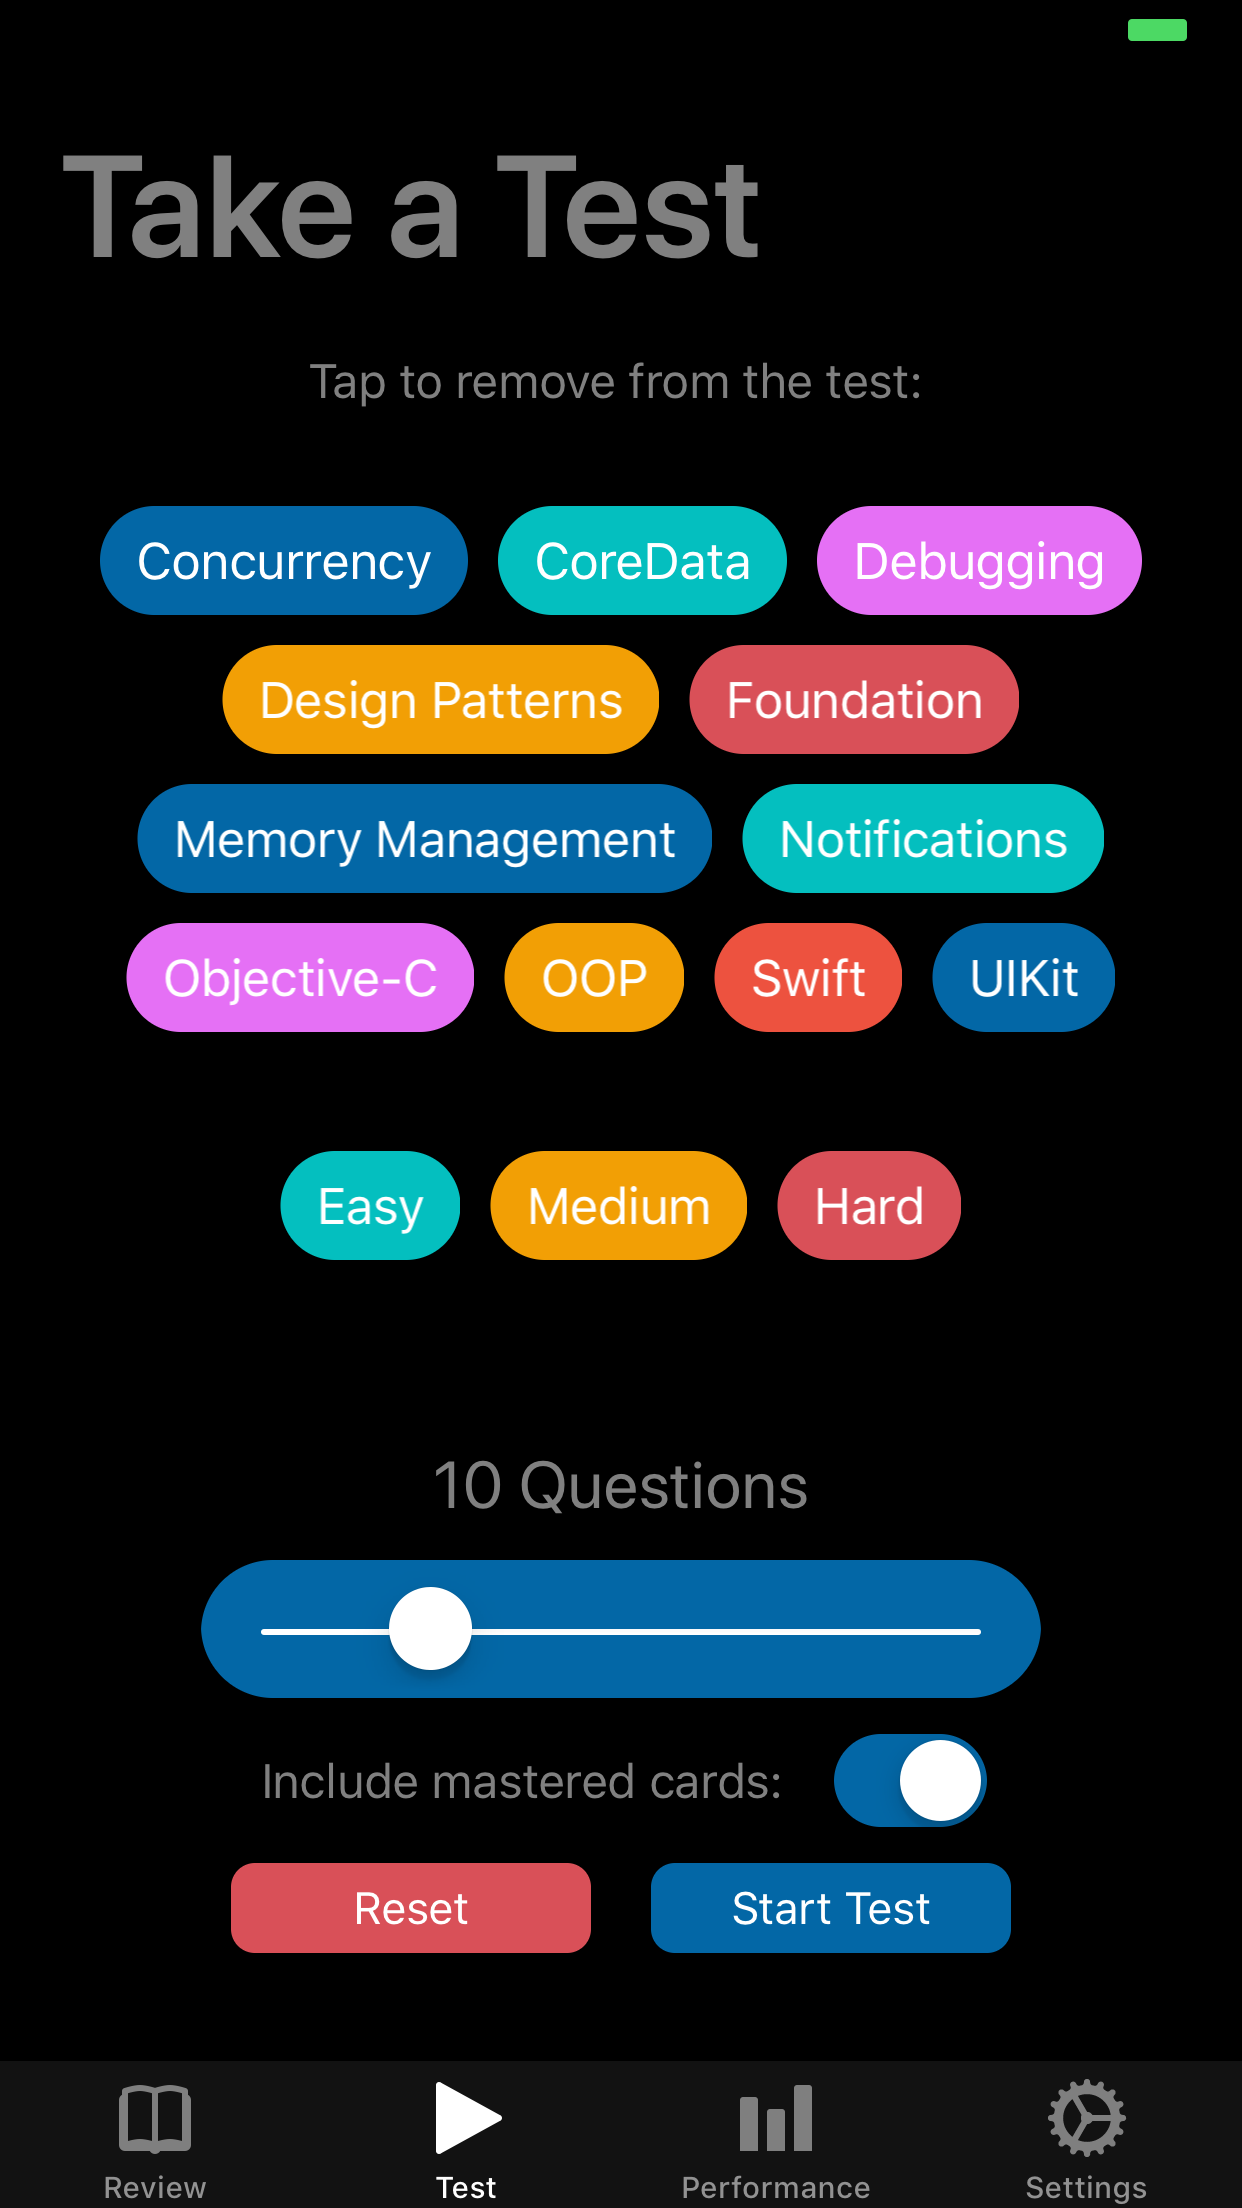 Take a Test
Tap to remove from the test:
Concurrency CoreData Debugging
Design Patterns Foundation
Memory Management Notifications
Objective-C OOP Swift UIKit
Easy Medium Hard
10 Questions
Include mastered cards:
Reset Start Test
Review Test Performance Settings